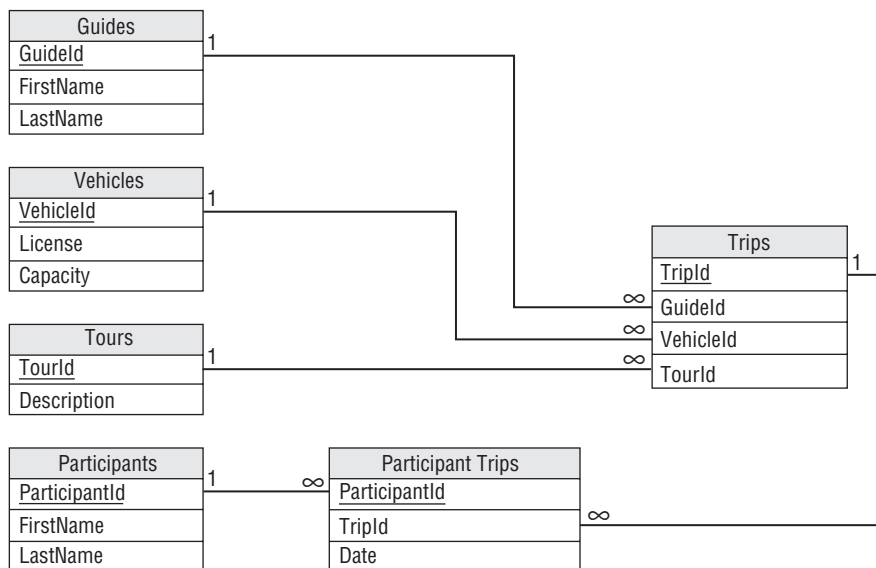 Guides
GuideId
FirstName
LastName
1
Vehicles
VehicleId
License
Capacity
1
Tours
TourId
Description
1
Trips
TripId
GuideId
VehicleId
TourId
1
∞
∞
∞
Participants
ParticipantId
FirstName
LastName
1
∞
Participant Trips
ParticipantId
TripId
Date
∞